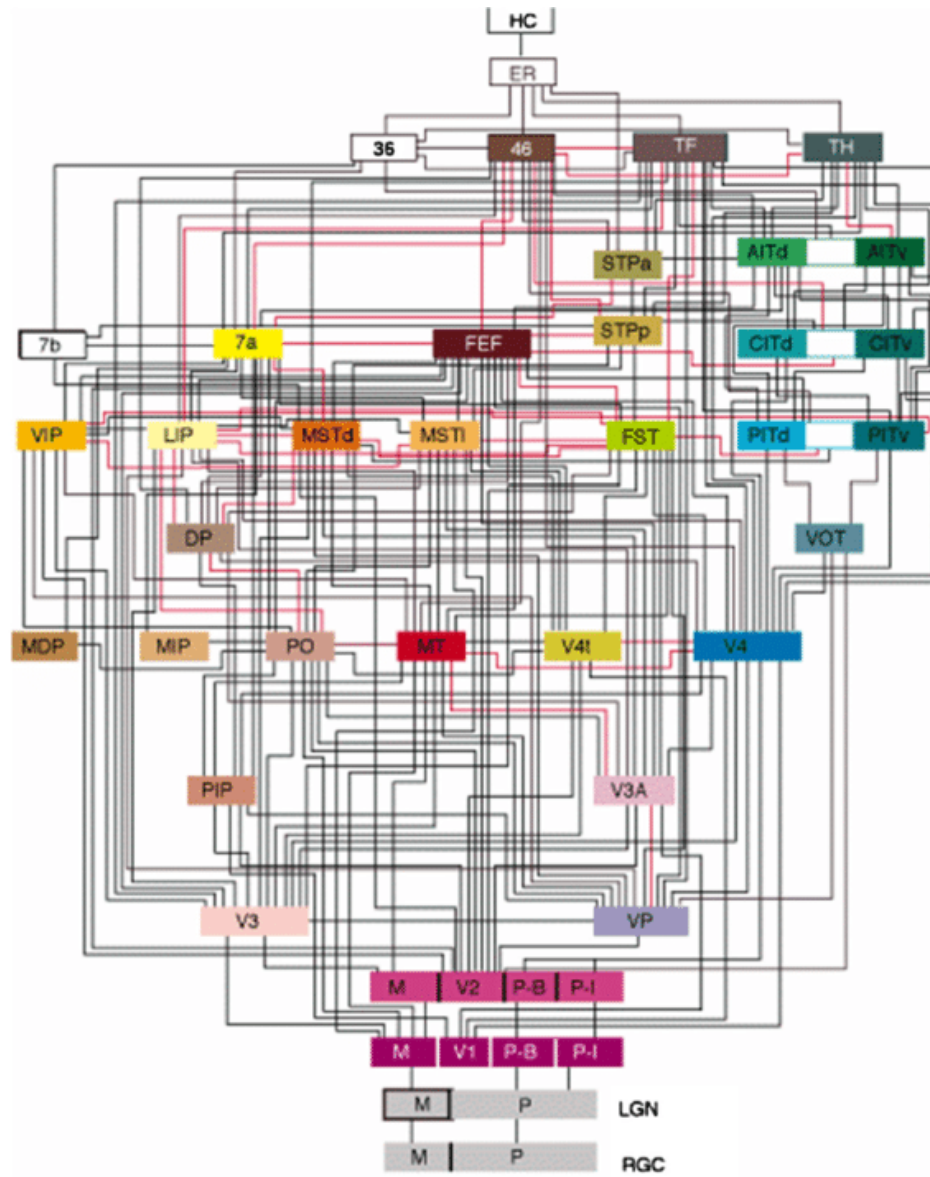 HC
ER
36 46 TF TH
STPa AITd AITv
7b 7a FEF STPp CITd CITv
VIP LIP MSTd MSTl FST PITd PITv
DP VOT
MDP MIP PO MT V4t V4
PIP V3A
V3 VP
M V2 P-B P-I
M V1 P-B P-I
M P LGN
M P RGC